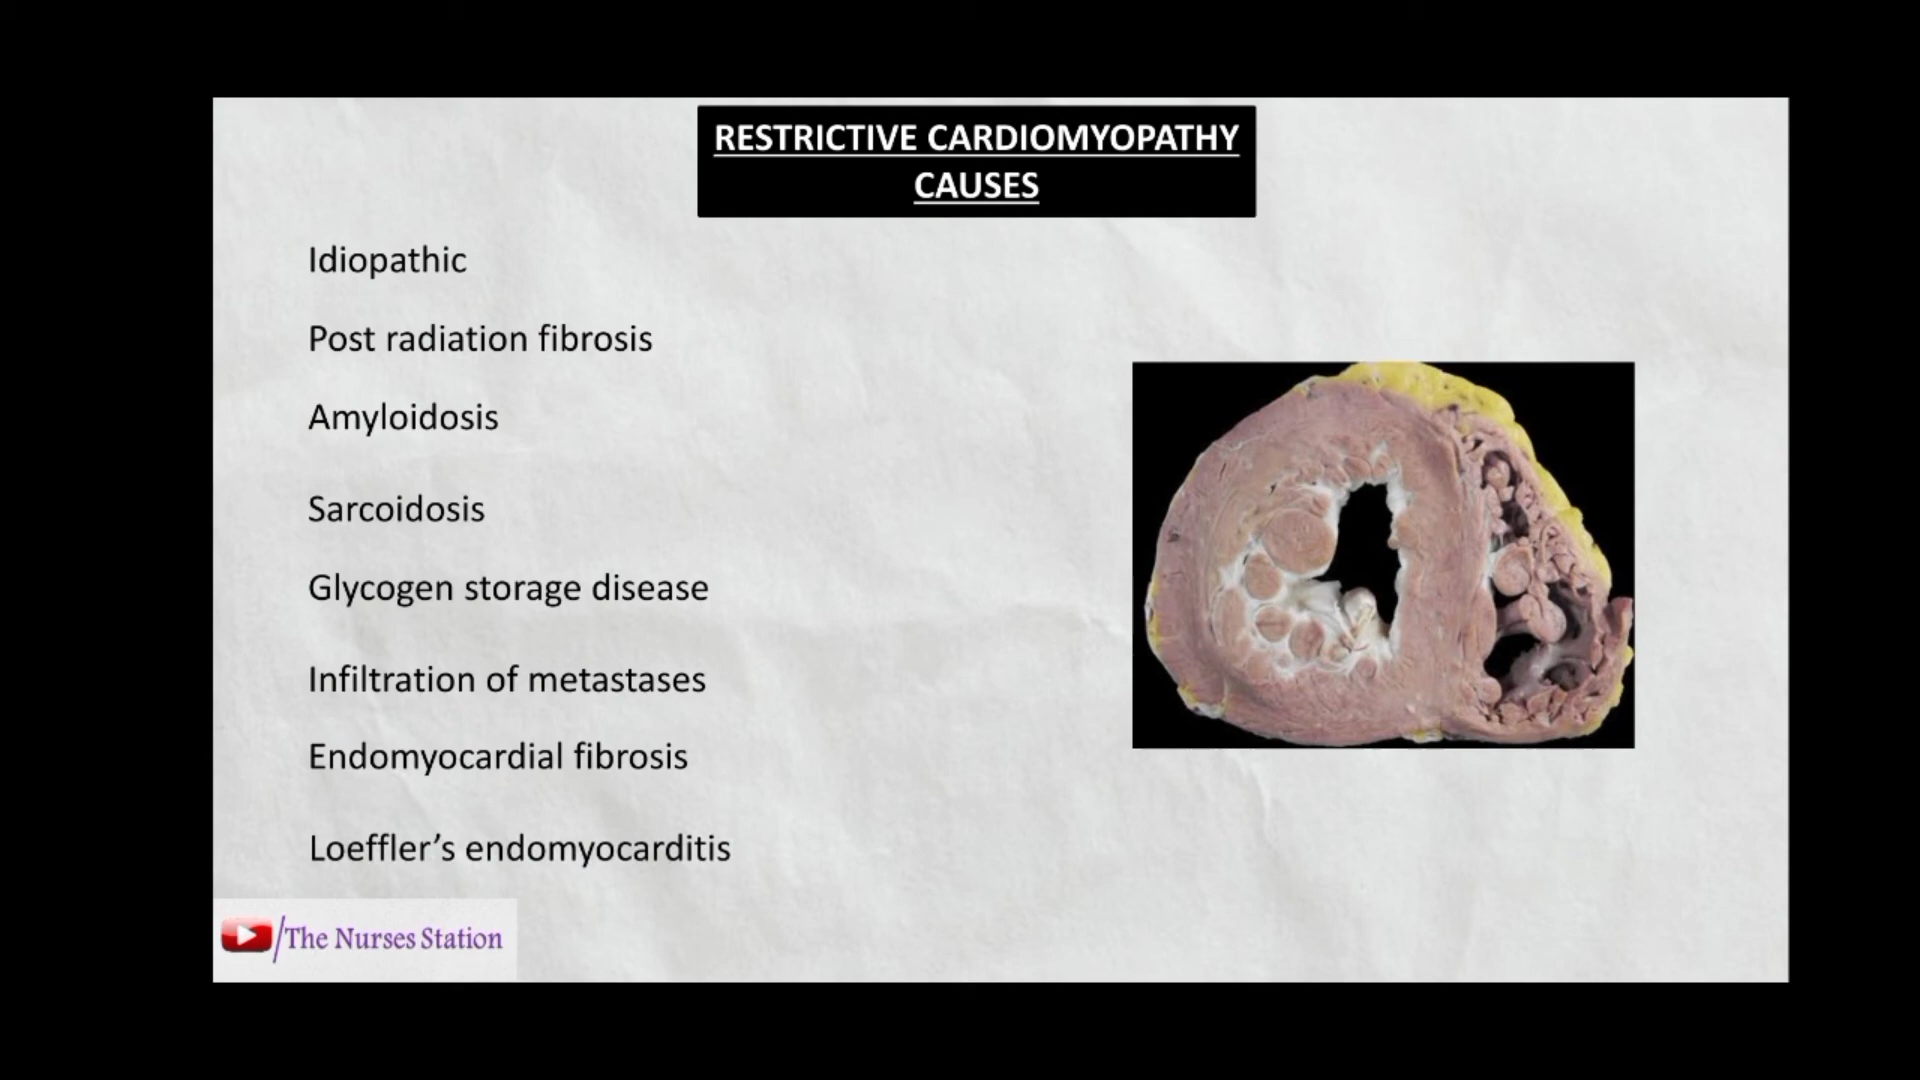 RESTRICTIVE CARDIOMYOPATHY
CAUSES
Idiopathic
Post radiation fibrosis
Amyloidosis
Sarcoidosis
Glycogen storage disease
Infiltration of metastases
Endomyocardial fibrosis
Loeffler’s endomyocarditis
/The Nurses Station